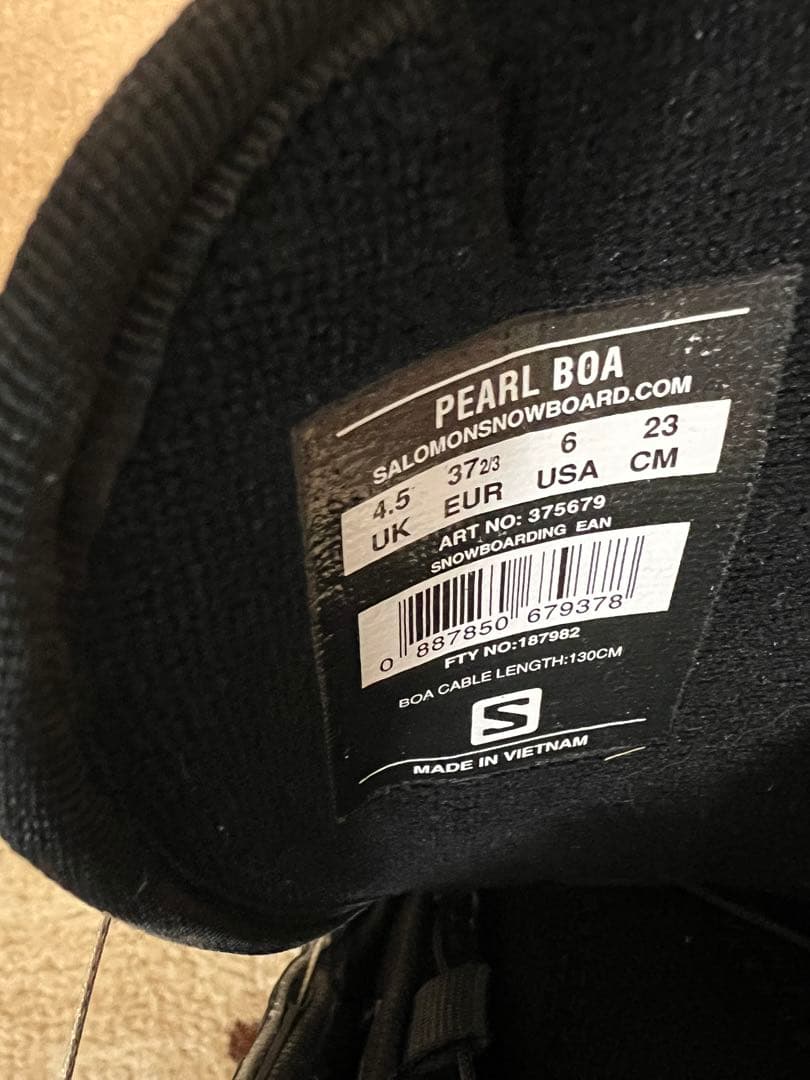 PEARL BOA
SALOMONSNOWBOARD.COM
4.5 37 2/3 6 23
UK EUR USA CM
ART NO: 375679
SNOWBOARDING EAN
0 887850 679378
FTY NO:187982
BOA CABLE LENGTH:130CM
S
MADE IN VIETNAM